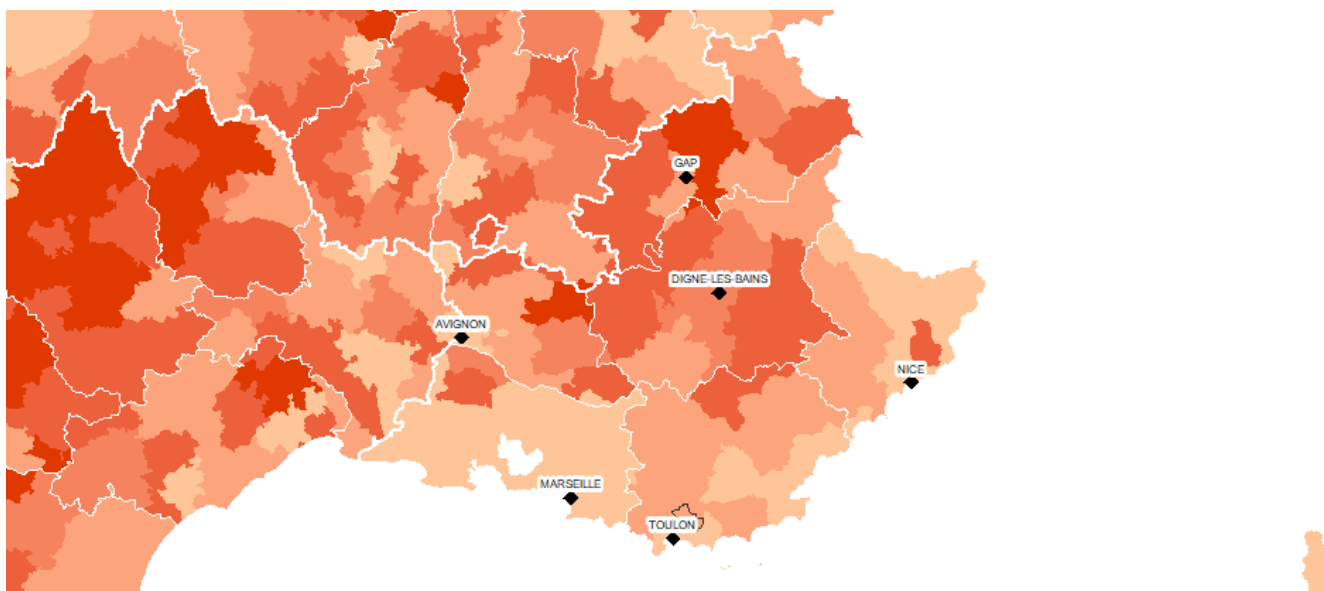 GAP
DIGNE-LES-BAINS
AVIGNON
NICE
MARSEILLE
TOULON